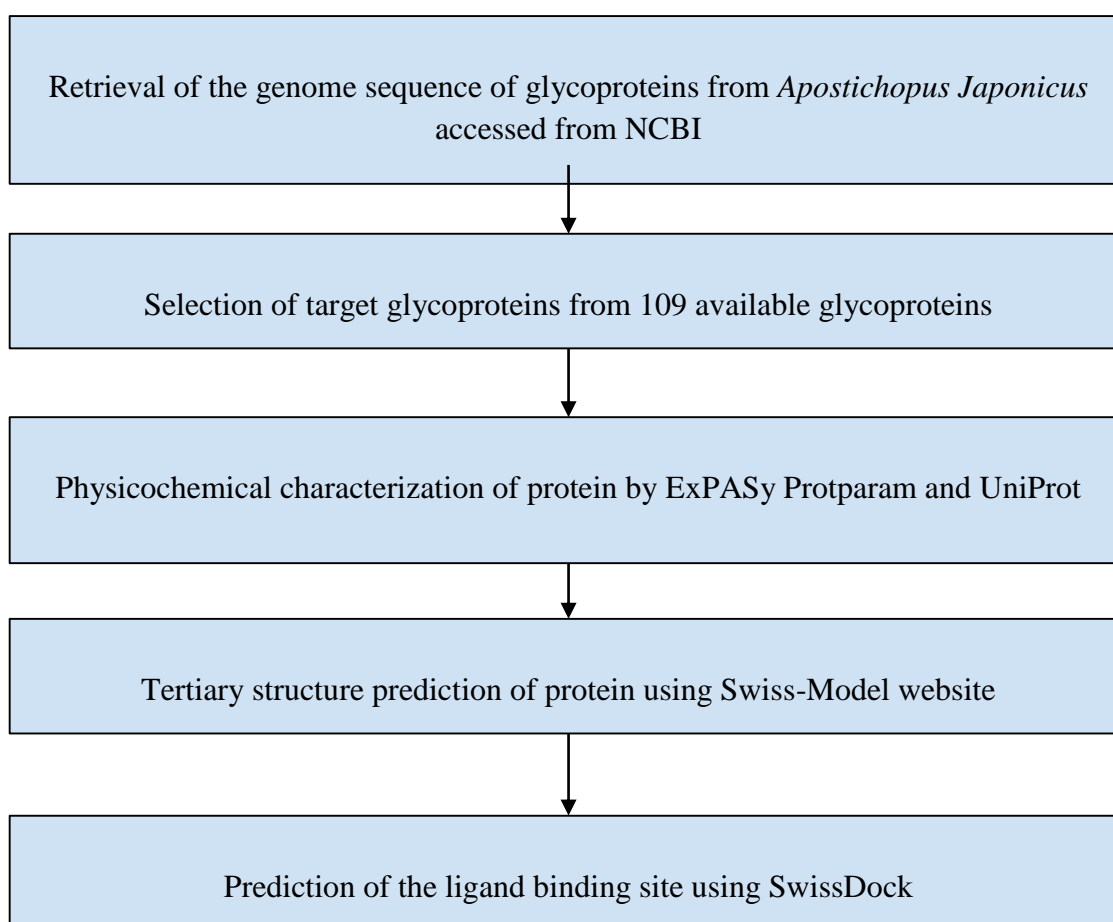 Retrieval of the genome sequence of glycoproteins from Apostichopus Japonicus
accessed from NCBI
Selection of target glycoproteins from 109 available glycoproteins
Physicochemical characterization of protein by ExPASy Protparam and UniProt
Tertiary structure prediction of protein using Swiss-Model website
Prediction of the ligand binding site using SwissDock